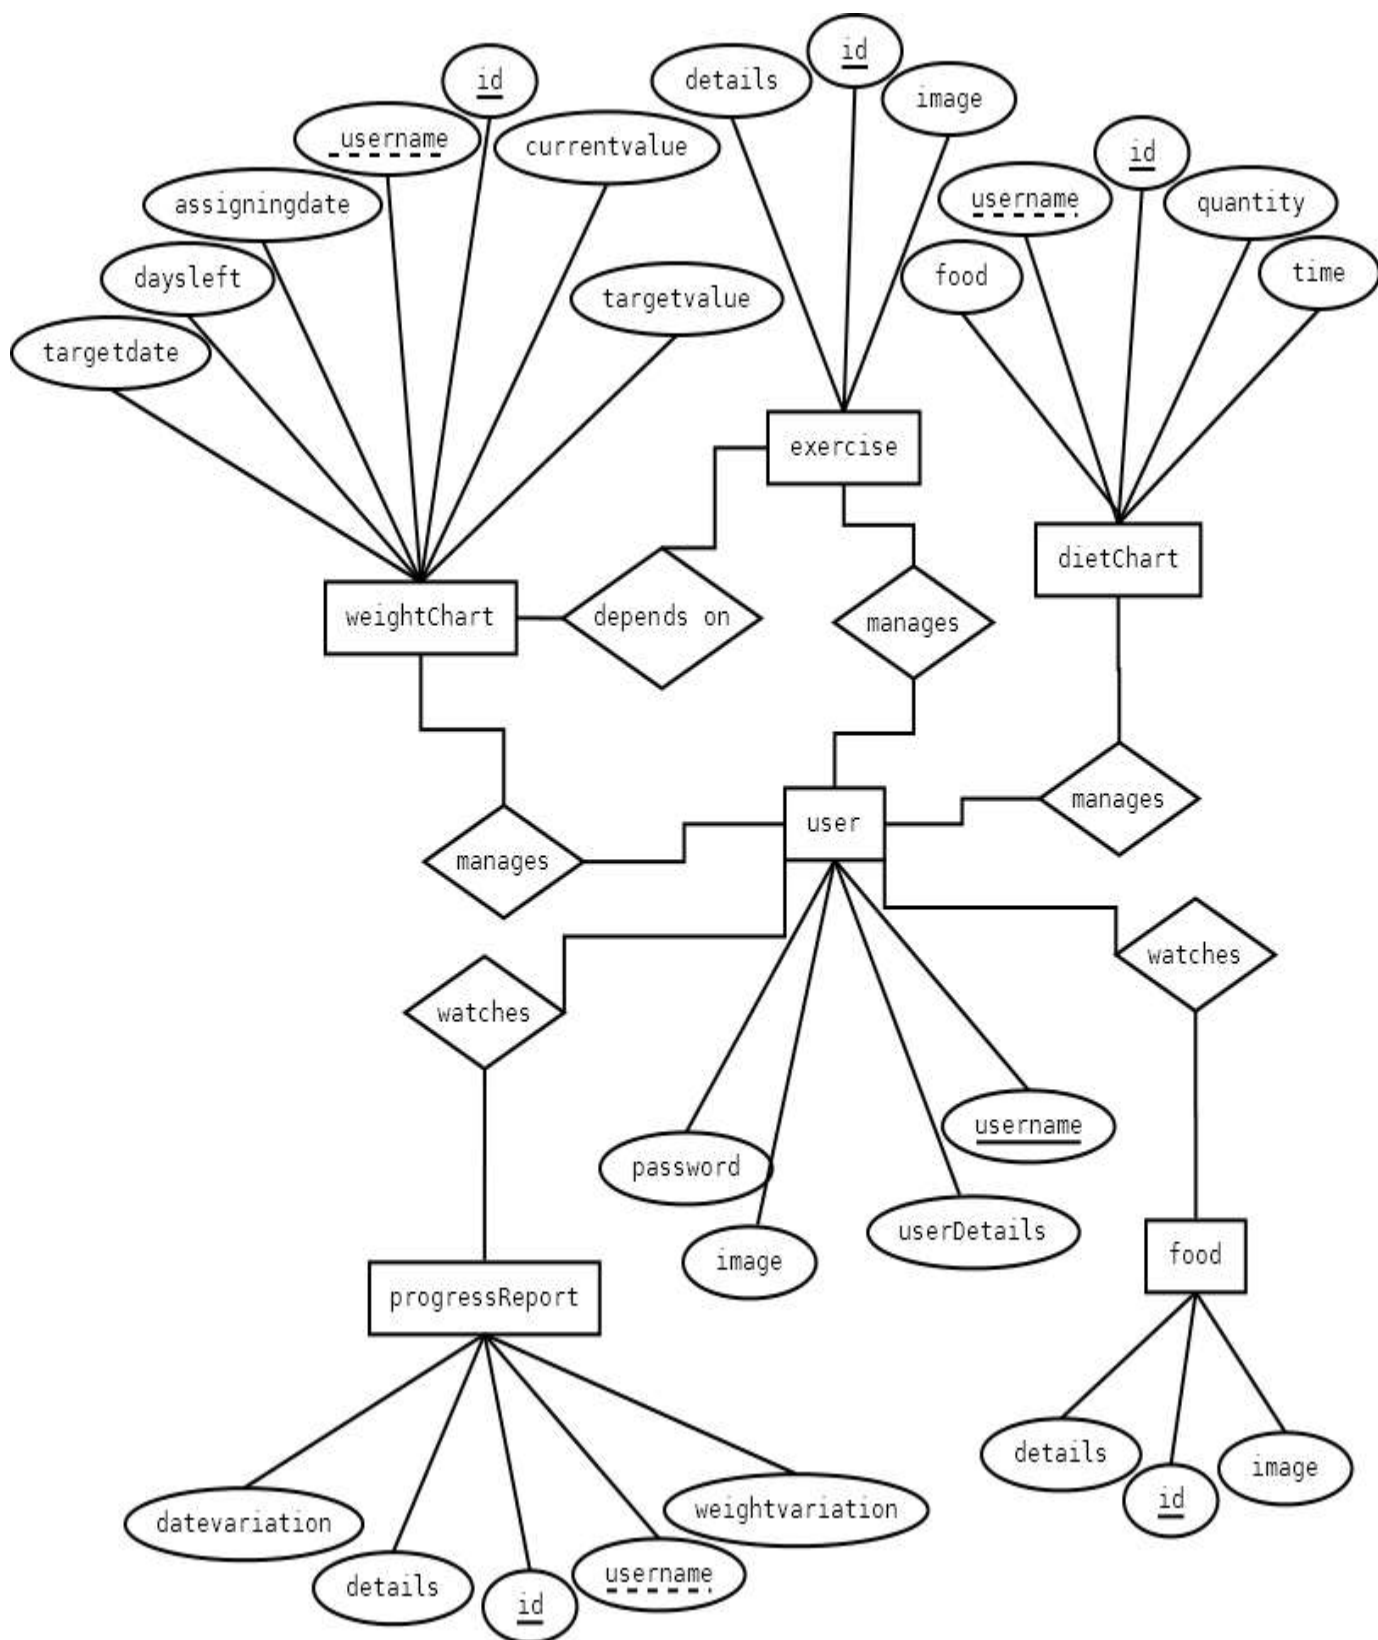 id
details
id
image
username
currentvalue
id
assigningdate
username
quantity
daysleft
targetvalue
food
time
targetdate
exercise
dietChart
weightChart
depends on
manages
manages
user
manages
watches
watches
username
password
userDetails
image
food
progressReport
details
image
id
datevariation
weightvariation
details
username
id